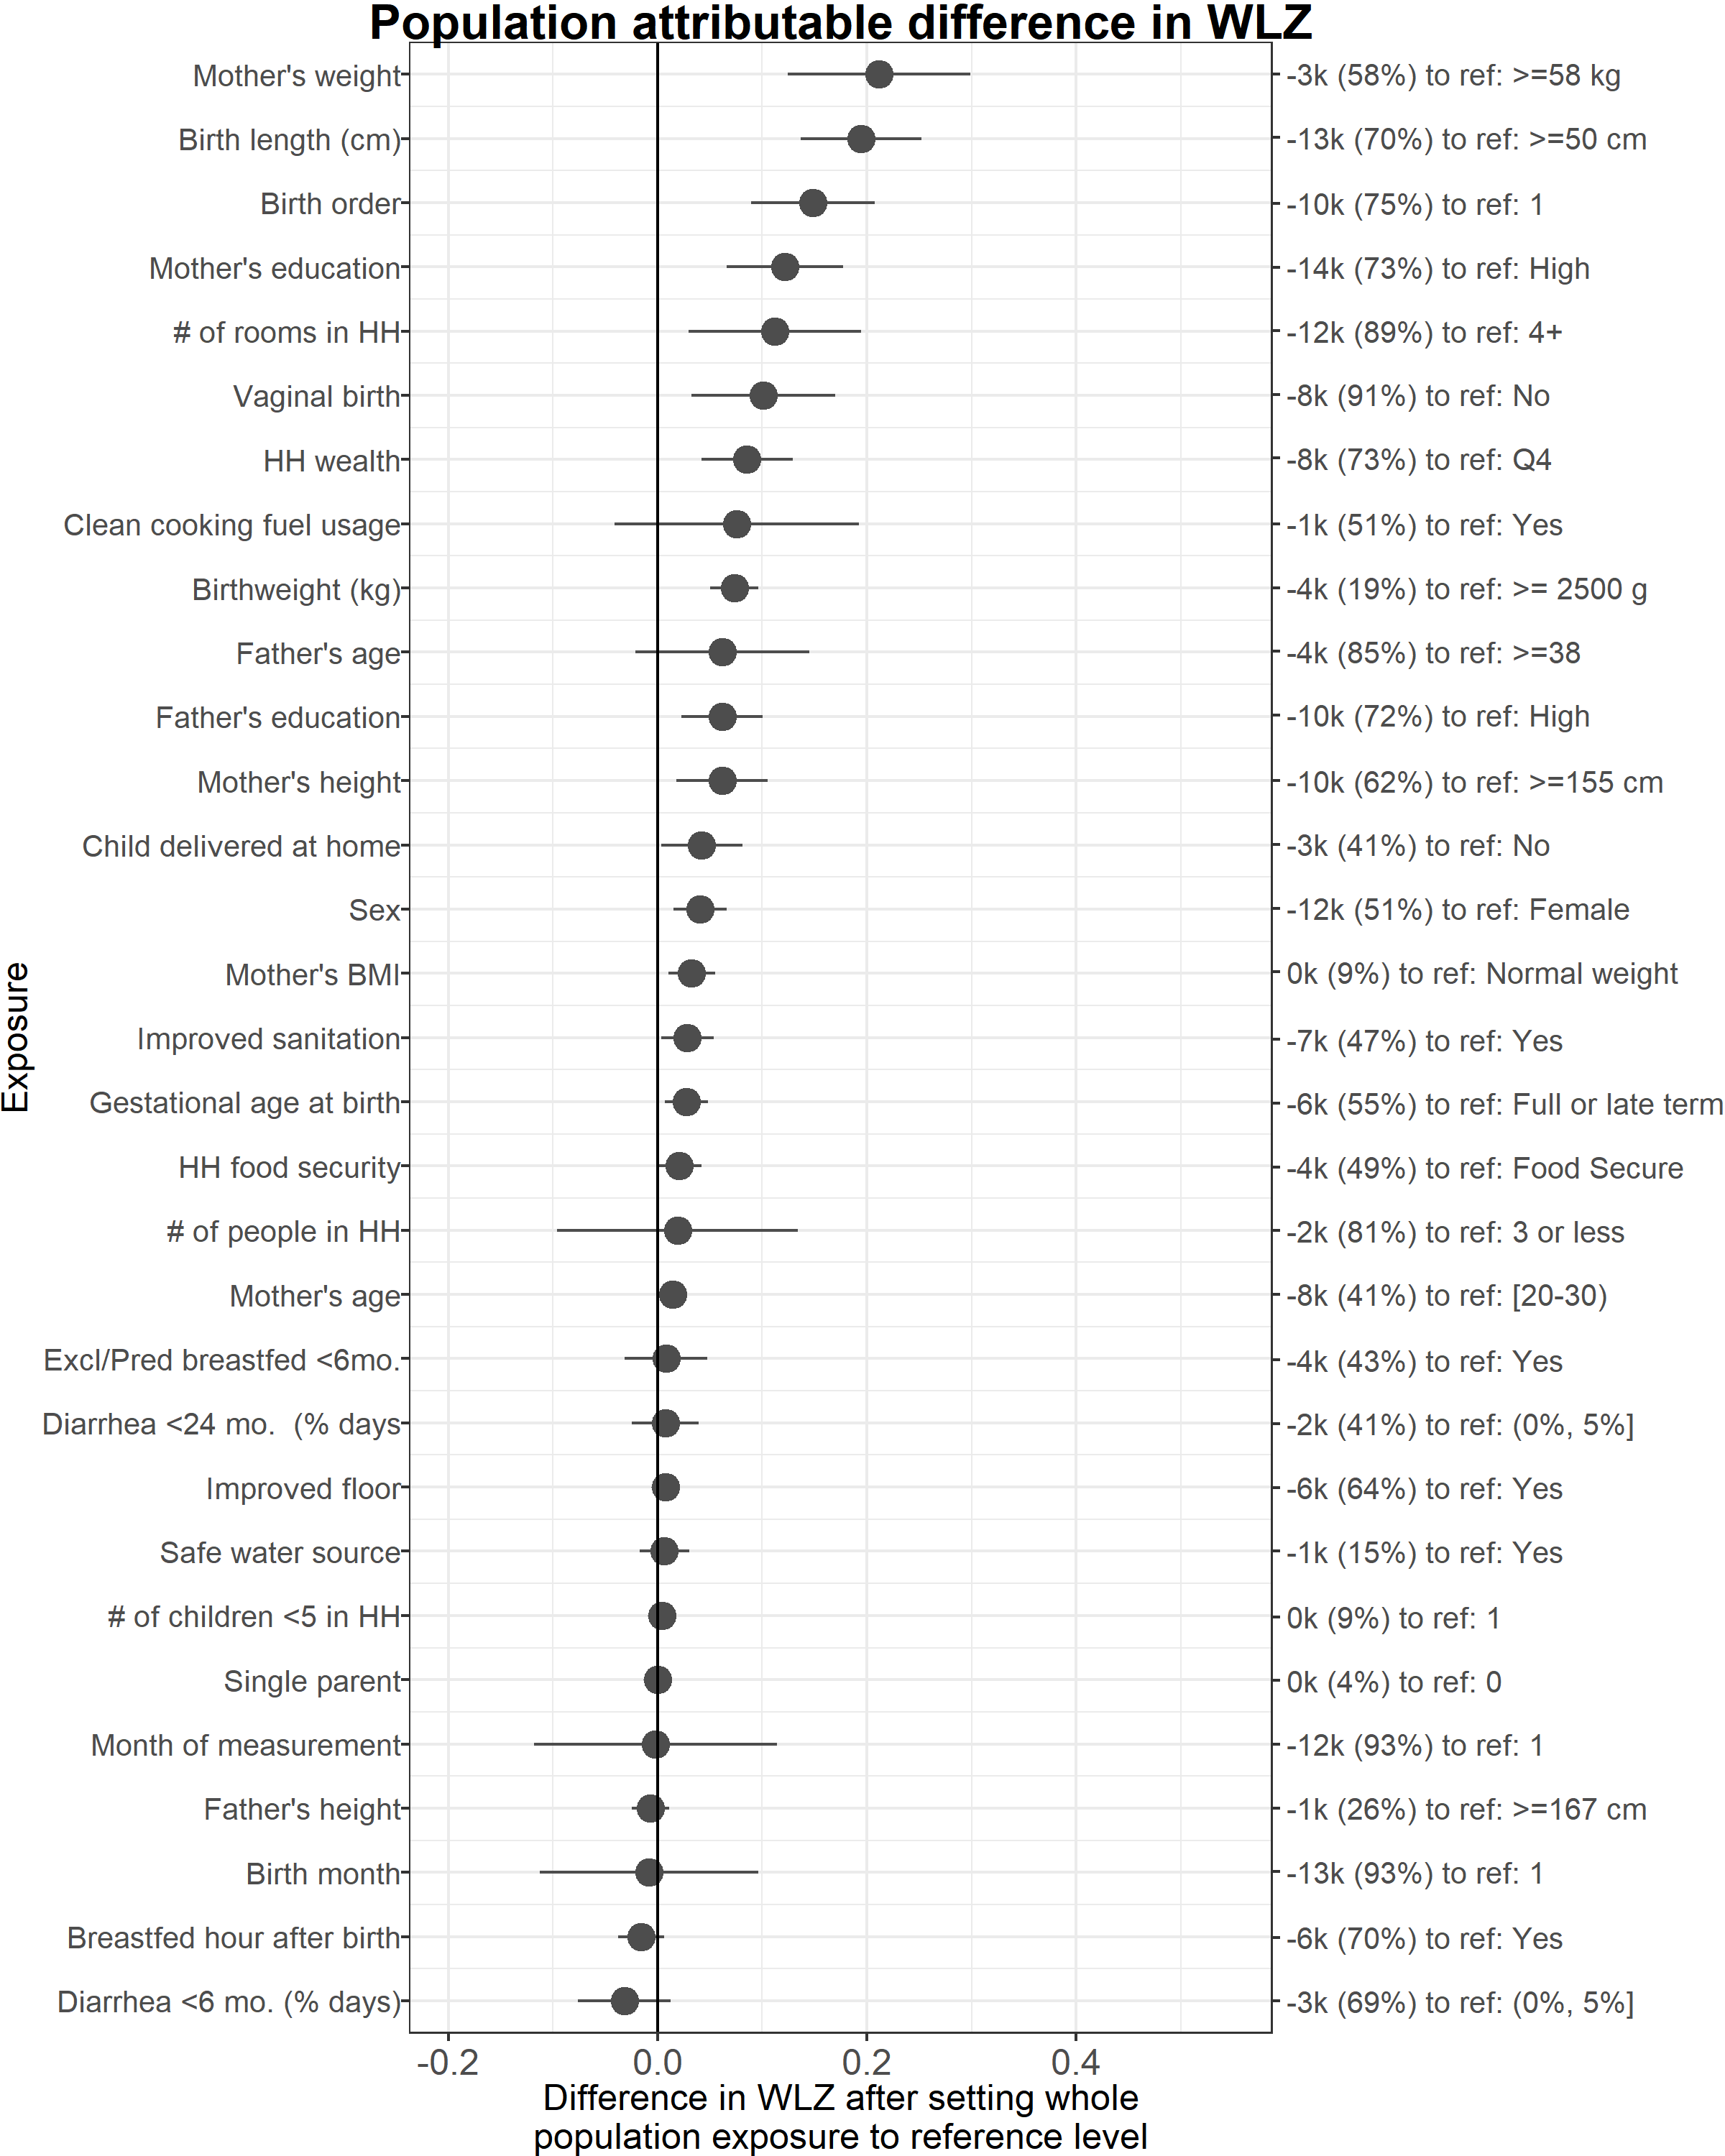 Population attributable difference in WLZ
Mother's weight -3k (58%) to ref: >=58 kg
Birth length (cm) -13k (70%) to ref: >=50 cm
Birth order -10k (75%) to ref: 1
Mother's education -14k (73%) to ref: High
# of rooms in HH -12k (89%) to ref: 4+
Vaginal birth -8k (91%) to ref: No
HH wealth -8k (73%) to ref: Q4
Clean cooking fuel usage -1k (51%) to ref: Yes
Birthweight (kg) -4k (19%) to ref: >= 2500 g
Father's age -4k (85%) to ref: >=38
Father's education -10k (72%) to ref: High
Mother's height -10k (62%) to ref: >=155 cm
Child delivered at home -3k (41%) to ref: No
Sex -12k (51%) to ref: Female
Mother's BMI 0k (9%) to ref: Normal weight
Improved sanitation -7k (47%) to ref: Yes
Gestational age at birth -6k (55%) to ref: Full or late term
HH food security -4k (49%) to ref: Food Secure
# of people in HH -2k (81%) to ref: 3 or less
Mother's age -8k (41%) to ref: [20-30)
Excl/Pred breastfed <6mo. -4k (43%) to ref: Yes
Diarrhea <24 mo.  (% days -2k (41%) to ref: (0%, 5%]
Improved floor -6k (64%) to ref: Yes
Safe water source -1k (15%) to ref: Yes
# of children <5 in HH 0k (9%) to ref: 1
Single parent 0k (4%) to ref: 0
Month of measurement -12k (93%) to ref: 1
Father's height -1k (26%) to ref: >=167 cm
Birth month -13k (93%) to ref: 1
Breastfed hour after birth -6k (70%) to ref: Yes
Diarrhea <6 mo. (% days) -3k (69%) to ref: (0%, 5%]
Exposure
-0.2 0.0 0.2 0.4
Difference in WLZ after setting whole
population exposure to reference level